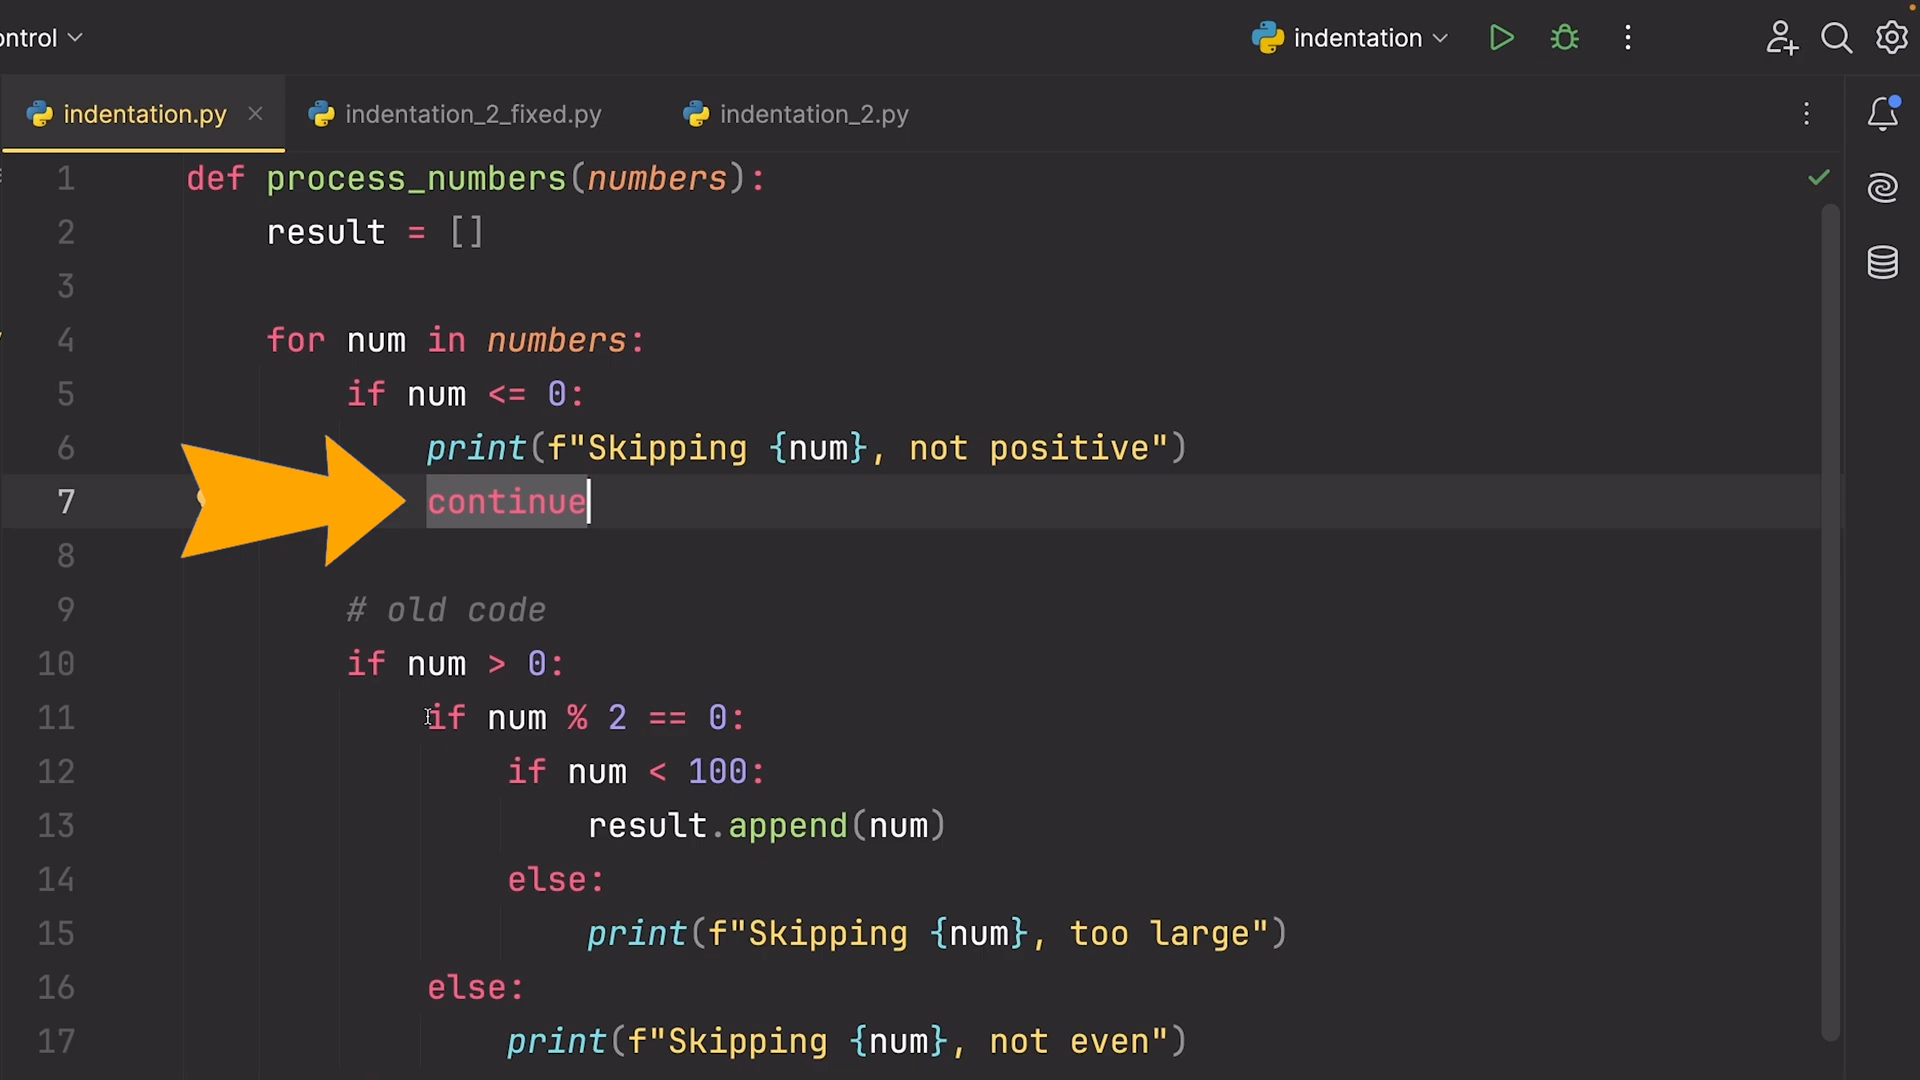 ontrol
indentation
indentation.py
indentation_2_fixed.py
indentation_2.py
1 def process_numbers(numbers):
2     result = []
3
4     for num in numbers:
5         if num <= 0:
6             print(f"Skipping {num}, not positive")
7             continue
8
9         # old code
10         if num > 0:
11             if num % 2 == 0:
12                 if num < 100:
13                     result.append(num)
14                 else:
15                     print(f"Skipping {num}, too large")
16             else:
17                 print(f"Skipping {num}, not even")